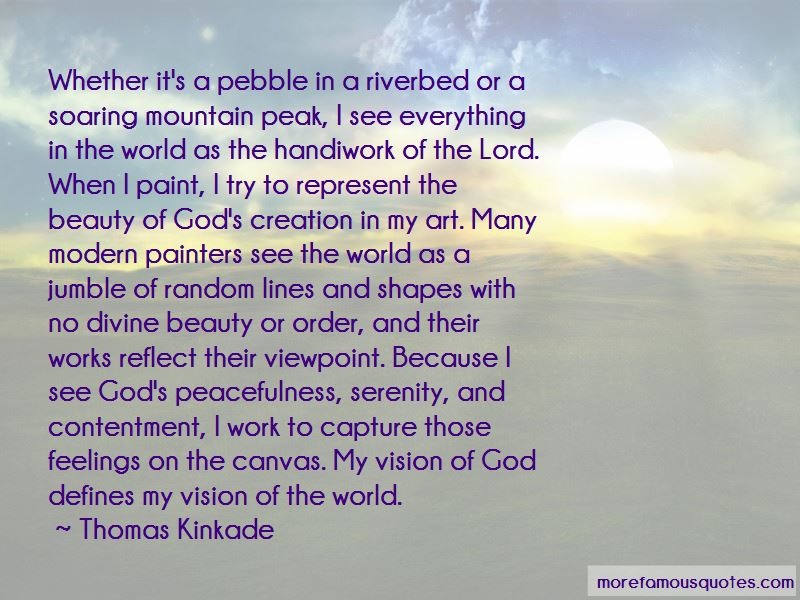 Whether it's a pebble in a riverbed or a
soaring mountain peak, I see everything
in the world as the handiwork of the Lord.
When I paint, I try to represent the
beauty of God's creation in my art. Many
modern painters see the world as a
jumble of random lines and shapes with
no divine beauty or order, and their
works reflect their viewpoint. Because I
see God's peacefulness, serenity, and
contentment, I work to capture those
feelings on the canvas. My vision of God
defines my vision of the world.
~ Thomas Kinkade
morefamousquotes.com